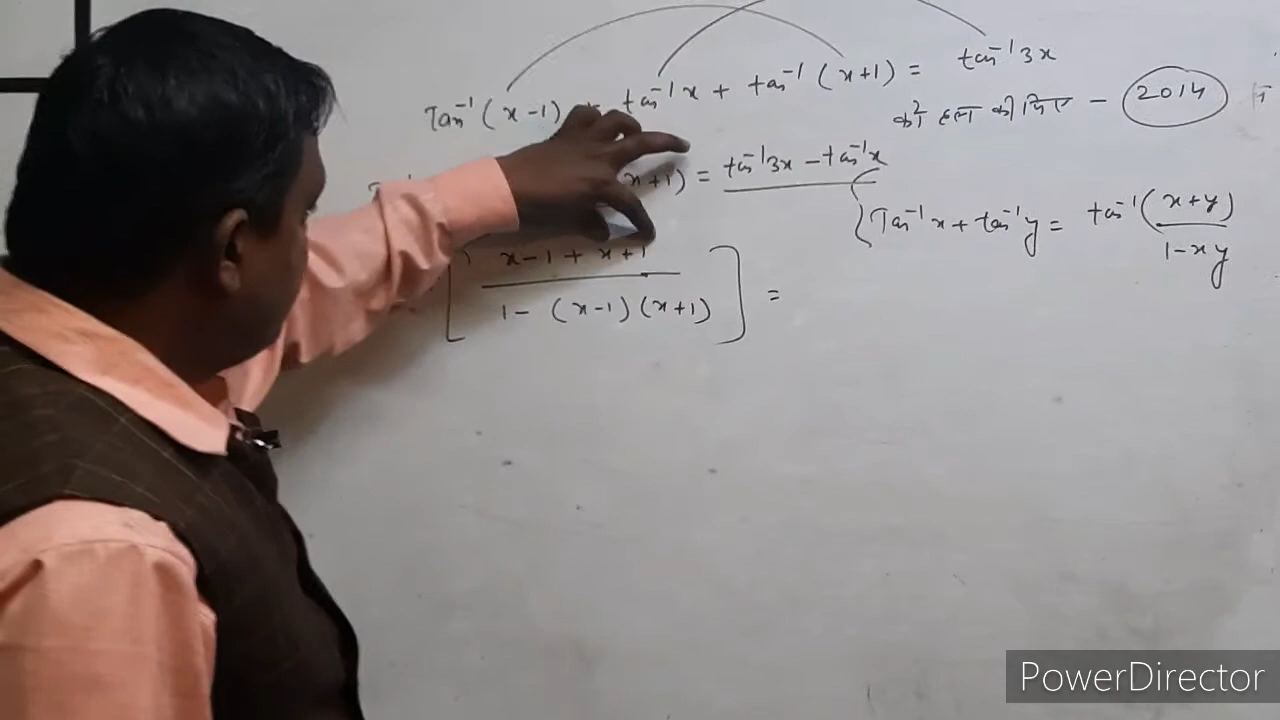 Tan⁻¹ (x-1) + tan⁻¹x + tan⁻¹ (x+1) = tan⁻¹3x
को हल कीजिए - 2014
x+1) = tan⁻¹3x - tan⁻¹x
{Tan⁻¹x + tan⁻¹y = tan⁻¹(x+y)
1-xy
x-1 + x+1
1- (x-1)(x+1) =
PowerDirector